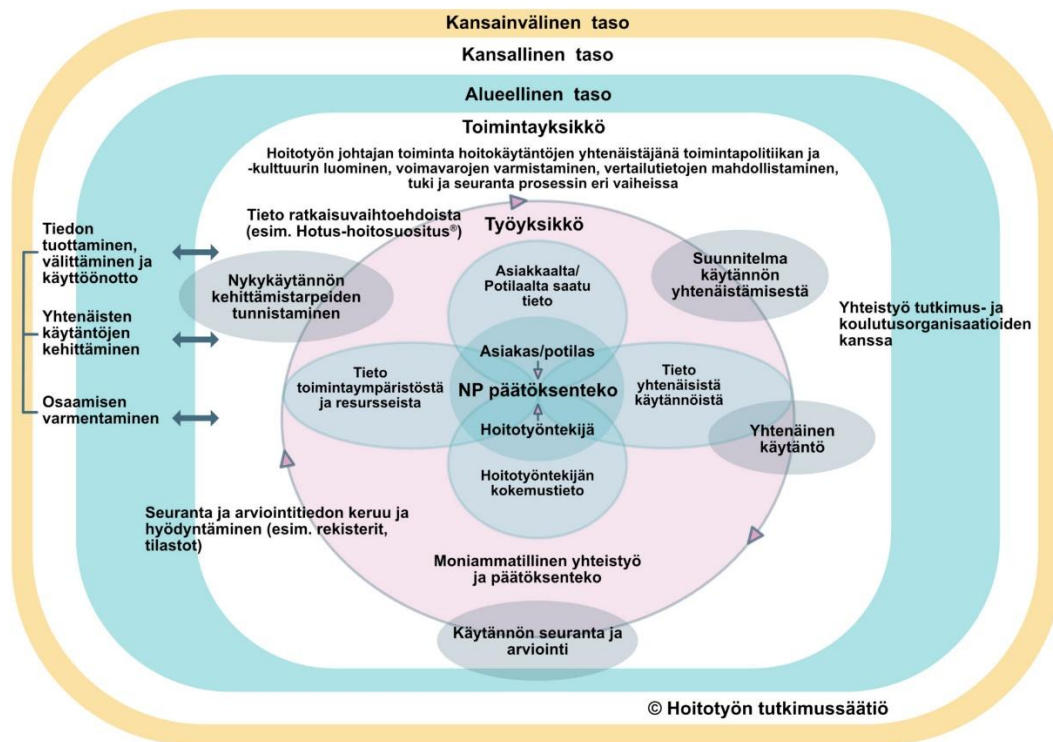 Kansainvälinen taso
Kansallinen taso
Alueellinen taso
Toimintayksikkö
Hoitotyön johtajan toiminta hoitokäytäntöjen yhtenäistäjänä toimintapolitiikan ja
-kulttuurin luominen, voimavarojen varmistaminen, vertailutietojen mahdollistaminen,
tuki ja seuranta prosessin eri vaiheissa
Tieto ratkaisuvaihtoehdoista
(esim. Hotus-hoitosuositus®)
Työyksikkö
Tiedon
tuottaminen,
välittäminen ja
käyttöönotto
Yhtenäisten
käytäntöjen
kehittäminen
Osaamisen
varmentaminen
Nykykäytännön
kehittämistarpeiden
tunnistaminen
Asiakkaalta/
Potilaalta saatu
tieto
Suunnitelma
käytännön
yhtenäistämisestä
Yhteistyö tutkimus- ja
koulutusorganisaatioiden
kanssa
Asiakas/potilas
Tieto
toimintaympäristöstä
ja resursseista
NP päätöksenteko
Tieto
yhtenäisistä
käytännöistä
Hoitotyöntekijä
Yhtenäinen
käytäntö
Hoitotyöntekijän
kokemustieto
Seuranta ja arviointitiedon keruu ja
hyödyntäminen (esim. rekisterit,
tilastot)
Moniammatillinen yhteistyö
ja päätöksenteko
Käytännön seuranta ja
arviointi
© Hoitotyön tutkimussäätiö